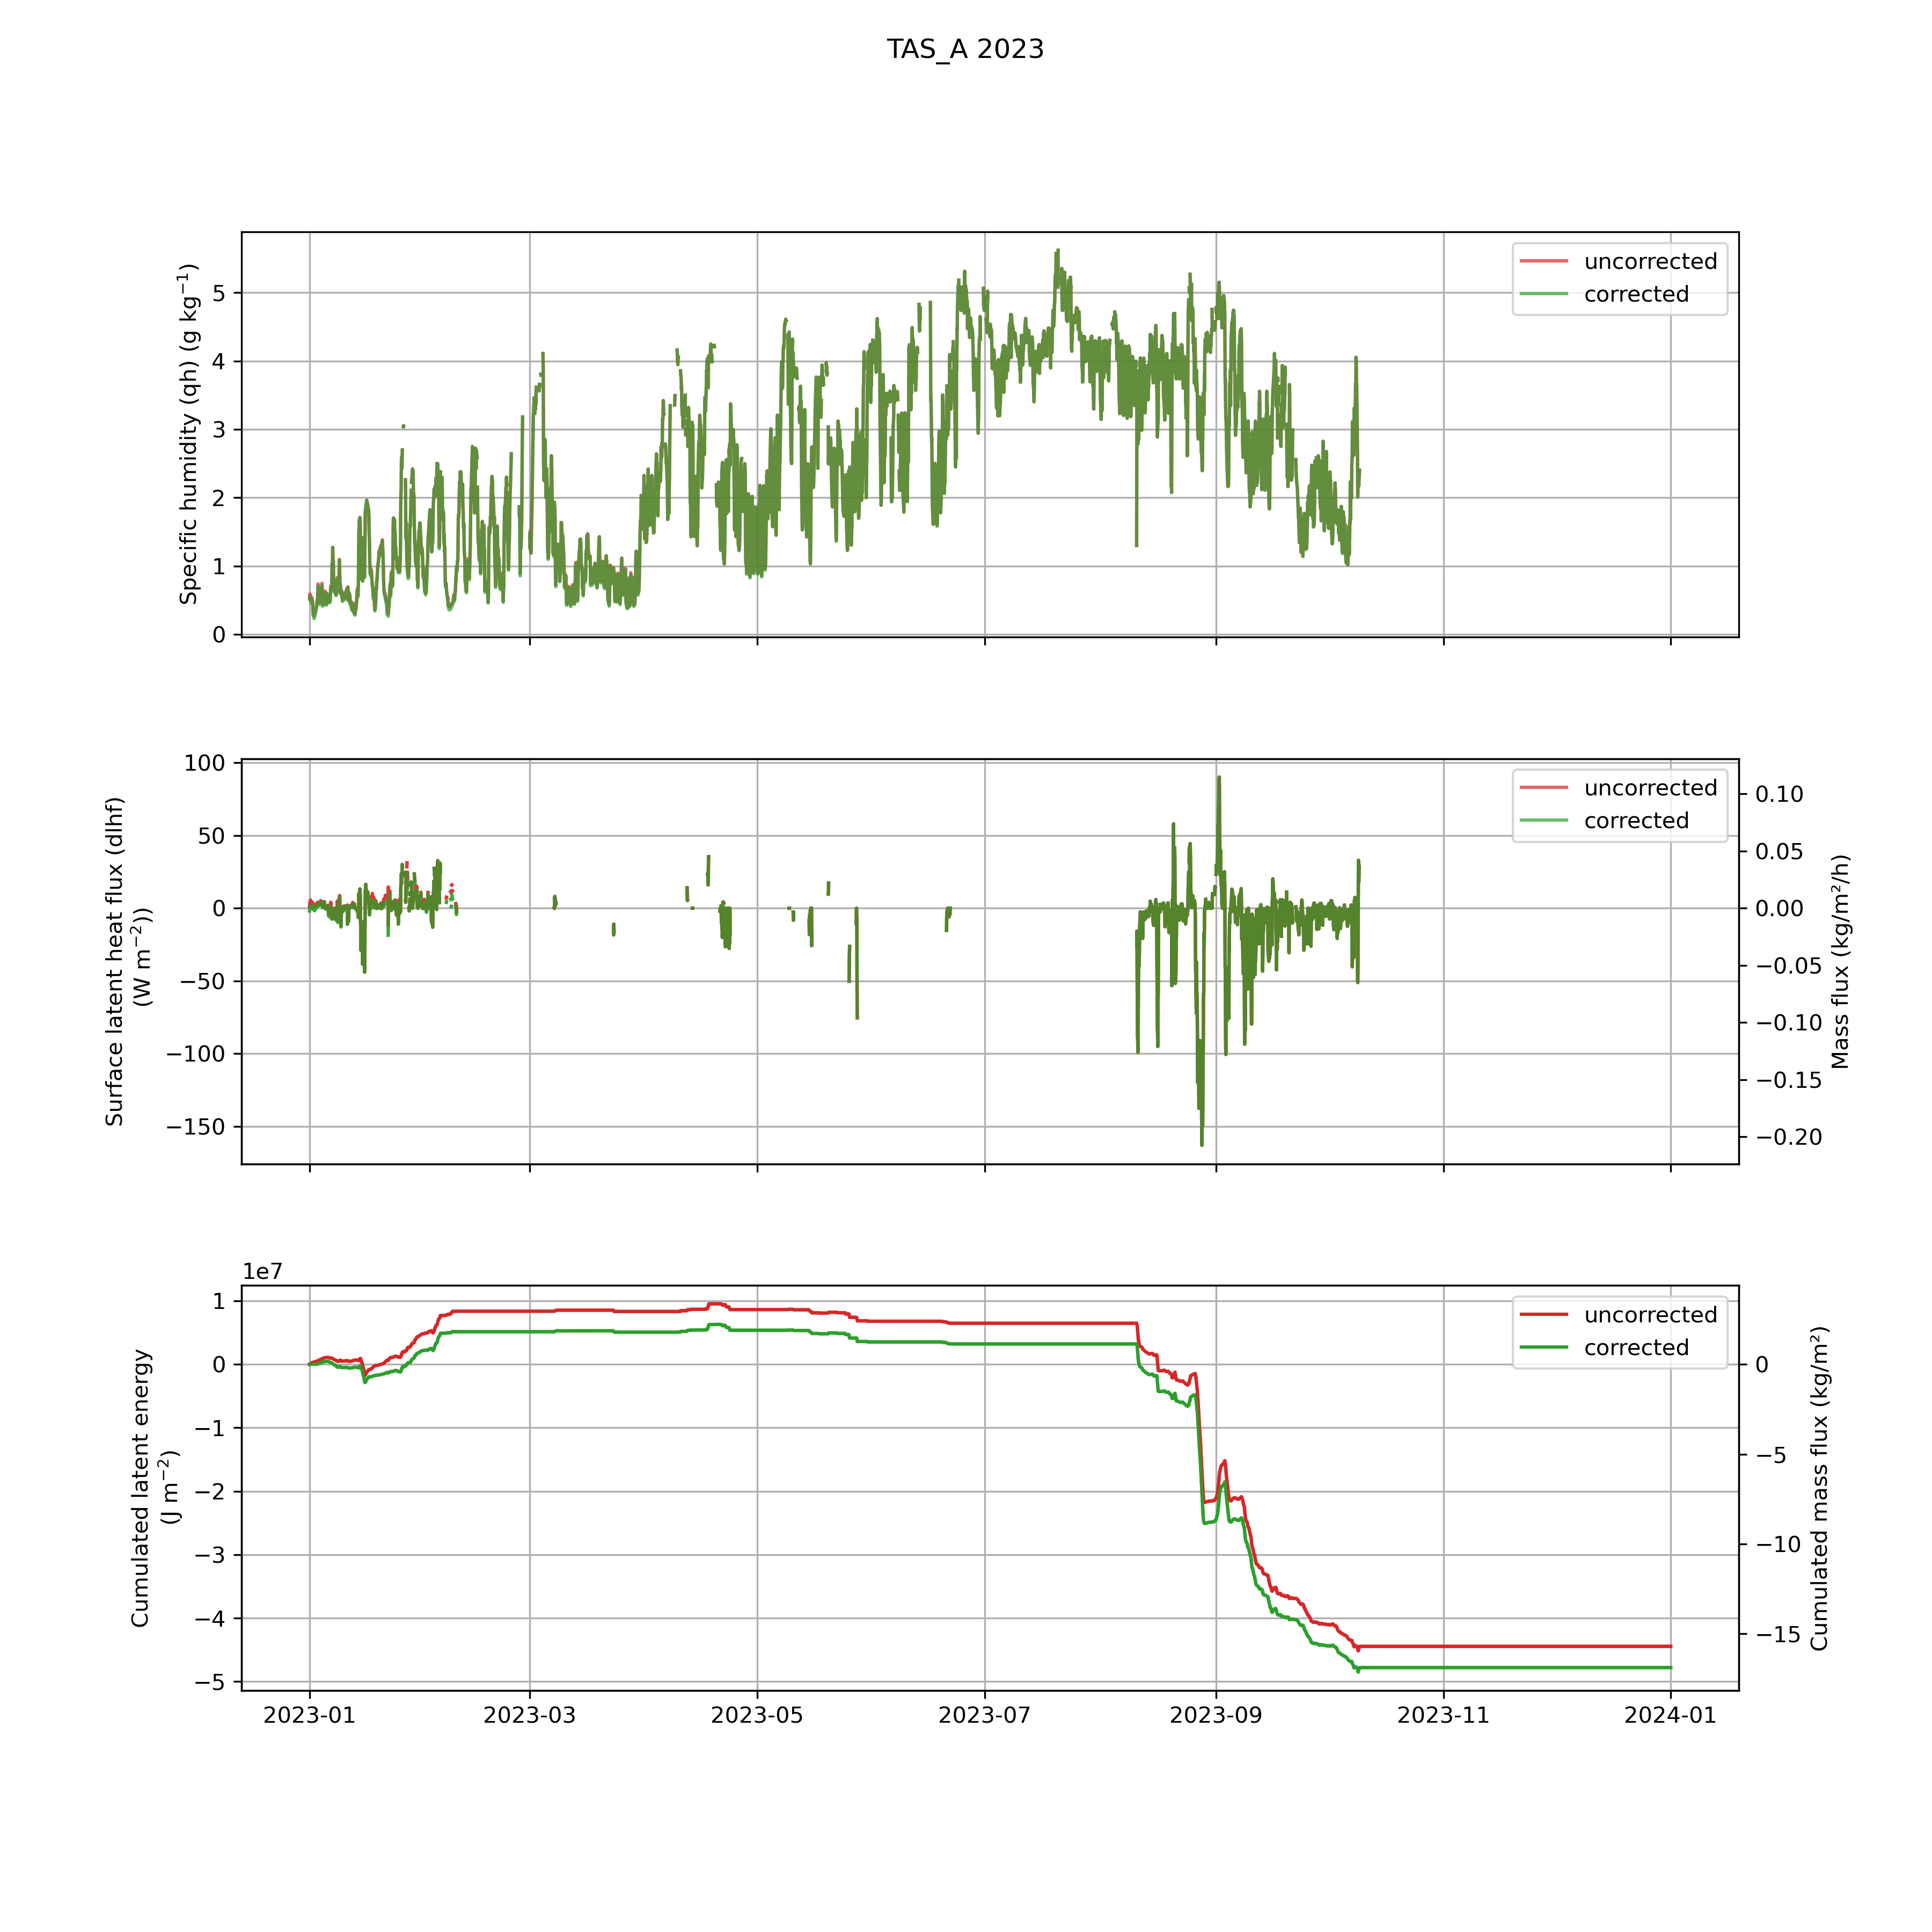 TAS_A 2023
Specific humidity (qh) (g kg⁻¹)
5
4
3
2
1
0
uncorrected
corrected
Surface latent heat flux (dlhf)
(W m⁻²))
100
50
0
−50
−100
−150
uncorrected
corrected
0.10
0.05
0.00
−0.05
−0.10
−0.15
−0.20
Mass flux (kg/m²/h)
1e7
Cumulated latent energy
(J m⁻²)
1
0
−1
−2
−3
−4
−5
uncorrected
corrected
0
−5
−10
−15
Cumulated mass flux (kg/m²)
2023-01
2023-03
2023-05
2023-07
2023-09
2023-11
2024-01